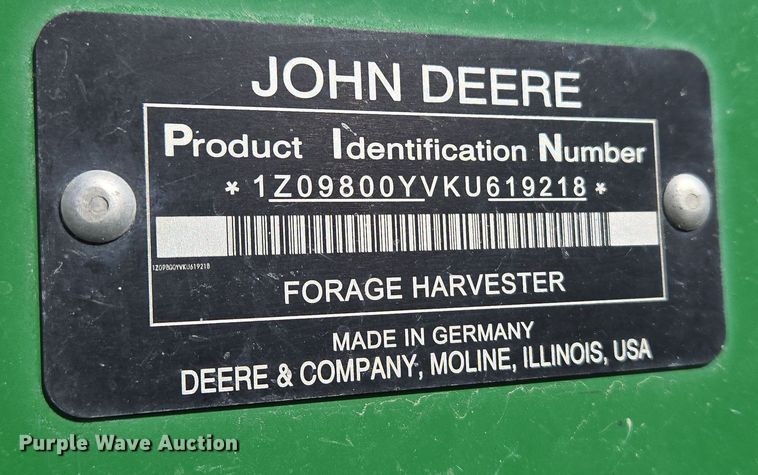 JOHN DEERE
Product Identification Number
*1Z09800YVKU619218*
1Z09800YVKU619218
FORAGE HARVESTER
MADE IN GERMANY
DEERE & COMPANY, MOLINE, ILLINOIS, USA
Purple Wave Auction